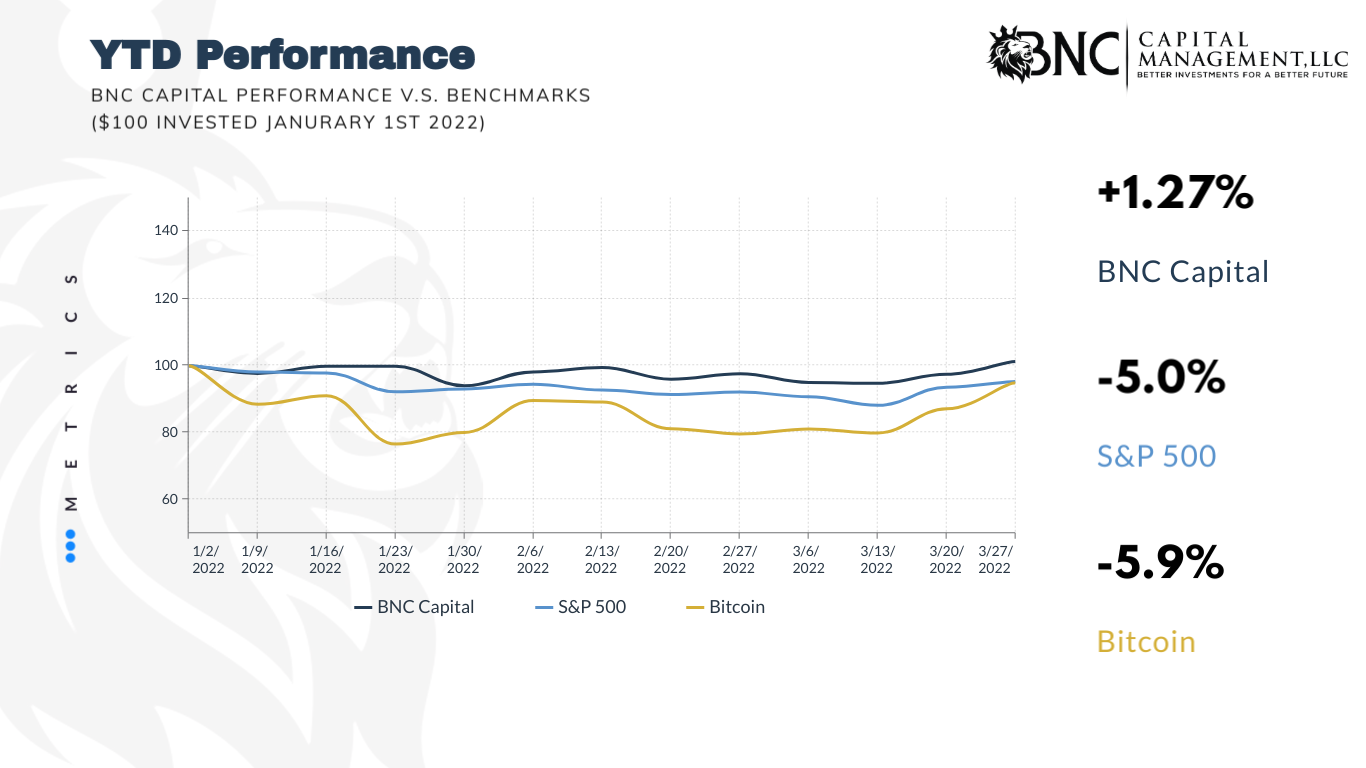 YTD Performance
BNC CAPITAL PERFORMANCE V.S. BENCHMARKS
($100 INVESTED JANURARY 1ST 2022)
BNC
CAPITAL
MANAGEMENT,LLC
BETTER INVESTMENTS FOR A BETTER FUTURE
METRICS
140
120
100
80
60
1/2/ 1/9/ 1/16/ 1/23/ 1/30/ 2/6/ 2/13/ 2/20/ 2/27/ 3/6/ 3/13/ 3/20/ 3/27/
2022 2022 2022 2022 2022 2022 2022 2022 2022 2022 2022 2022 2022
BNC Capital S&P 500 Bitcoin
+1.27%
BNC Capital
-5.0%
S&P 500
-5.9%
Bitcoin